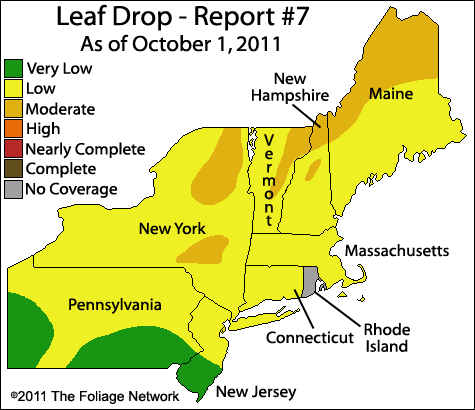 Leaf Drop - Report #7
As of October 1, 2011
Very Low
Low
Moderate
High
Nearly Complete
Complete
No Coverage
New
Hampshire
Maine
Vermont
New York
Massachusetts
Pennsylvania
Connecticut
Rhode
Island
New Jersey
©2011 The Foliage Network